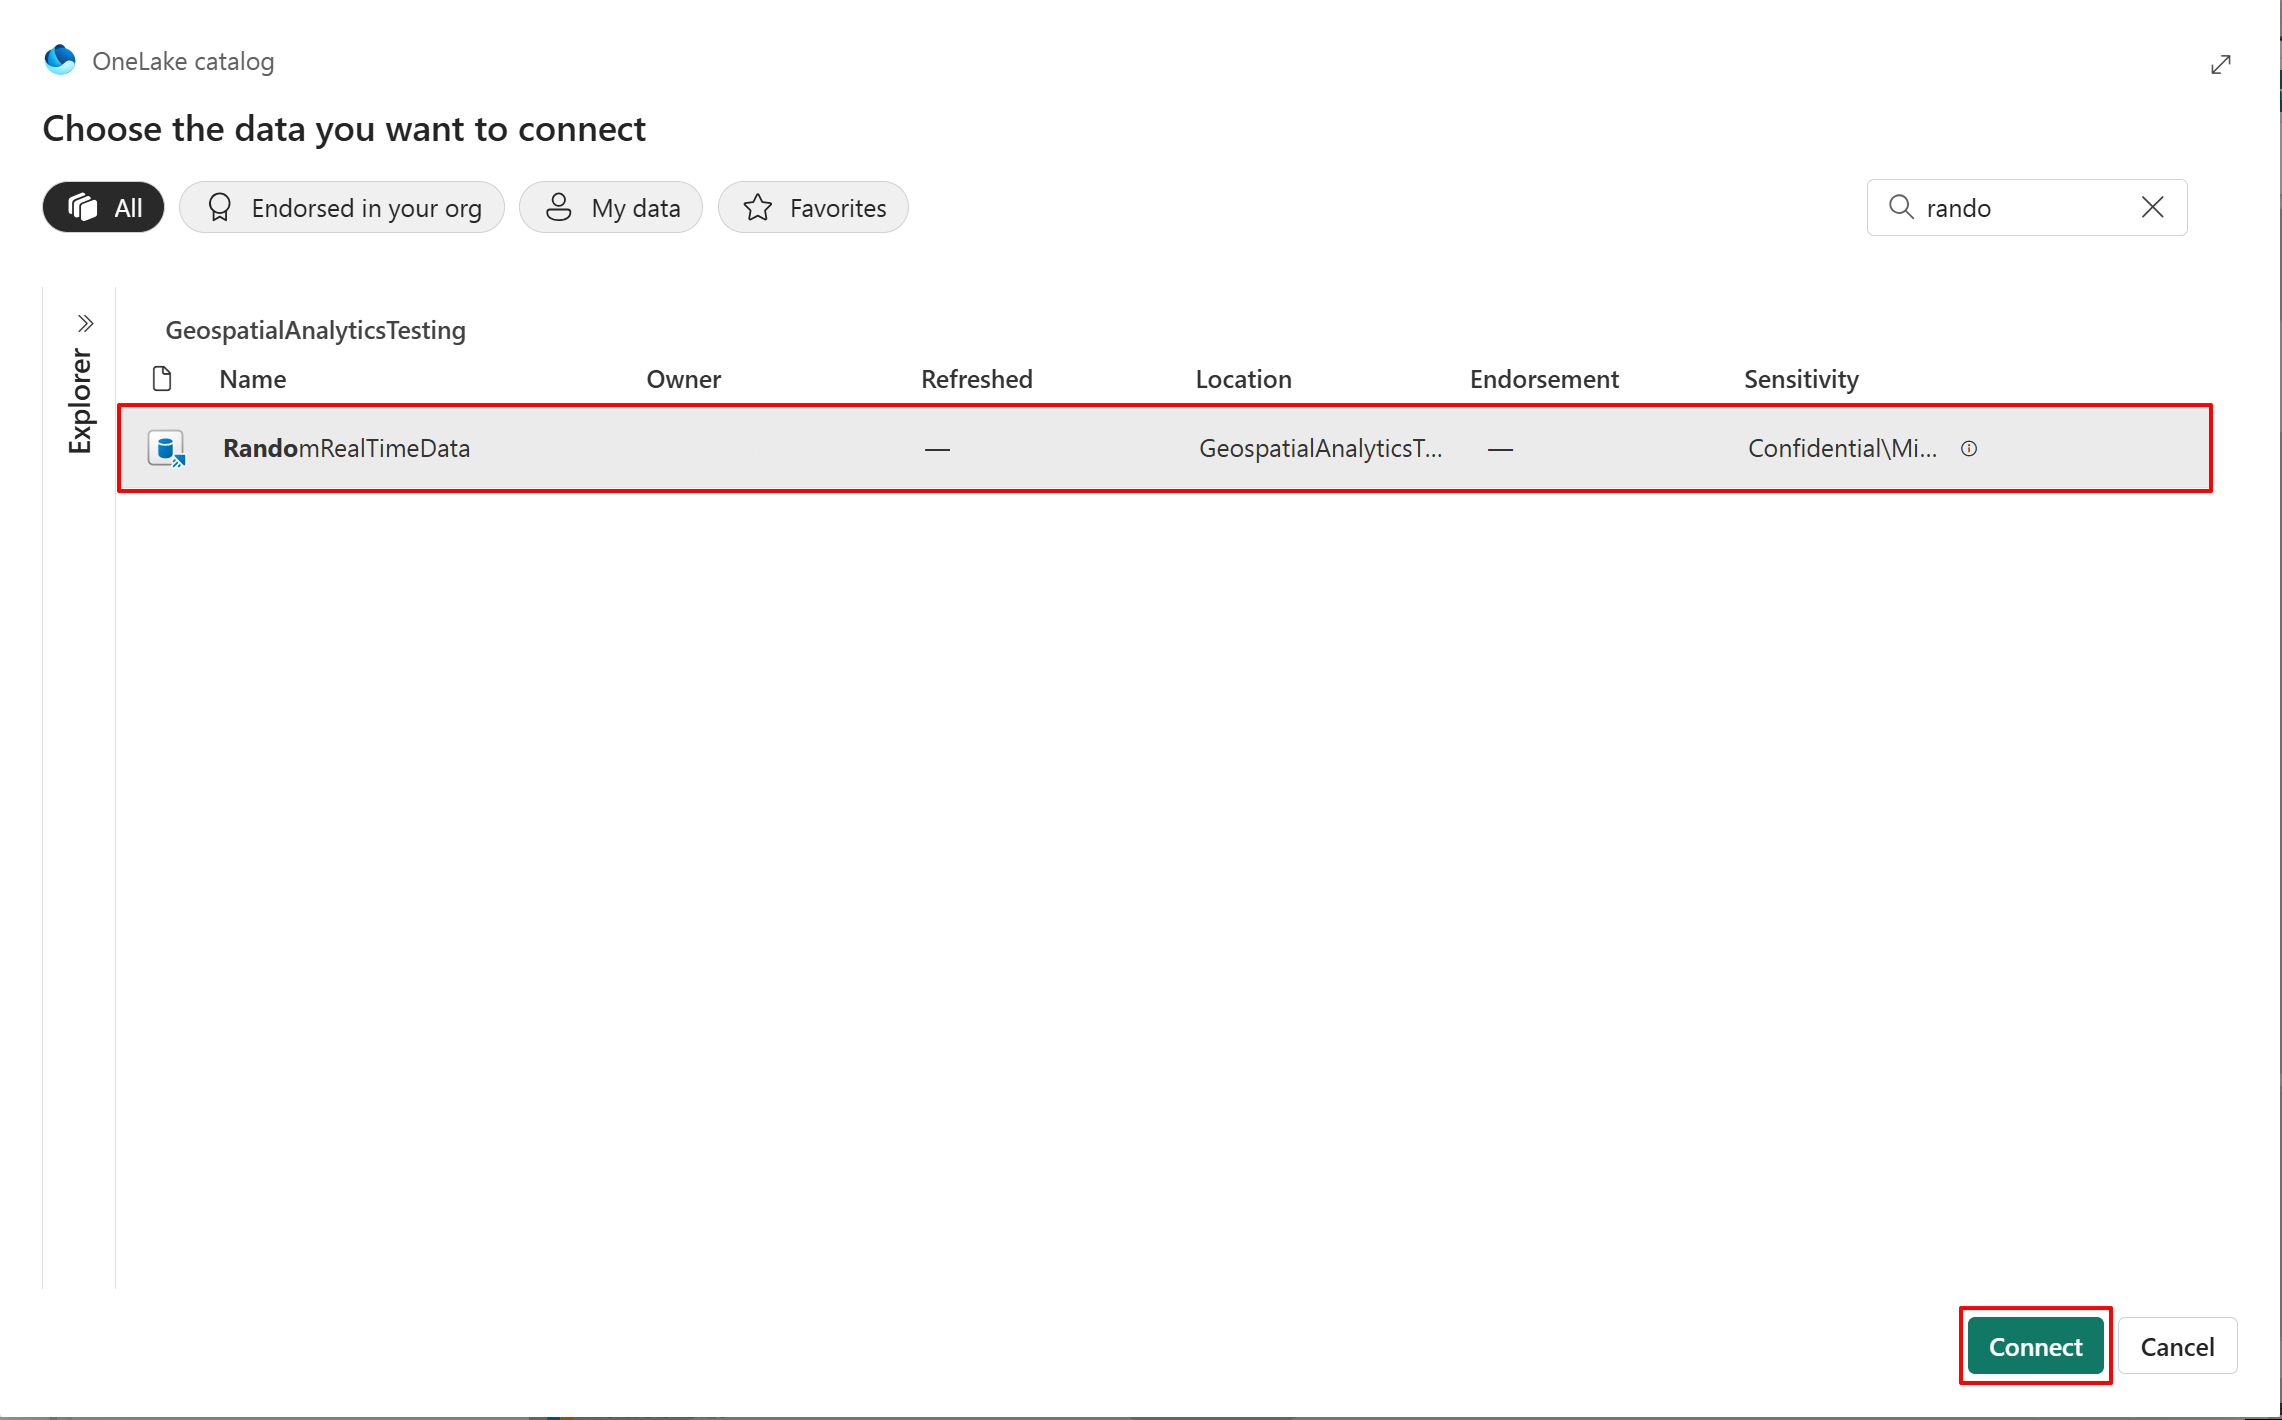 OneLake catalog
Choose the data you want to connect
All Endorsed in your org My data Favorites rando
Explorer
GeospatialAnalyticsTesting
Name Owner Refreshed Location Endorsement Sensitivity
RandomRealTimeData — GeospatialAnalyticsT... — Confidential\Mi...
Connect Cancel